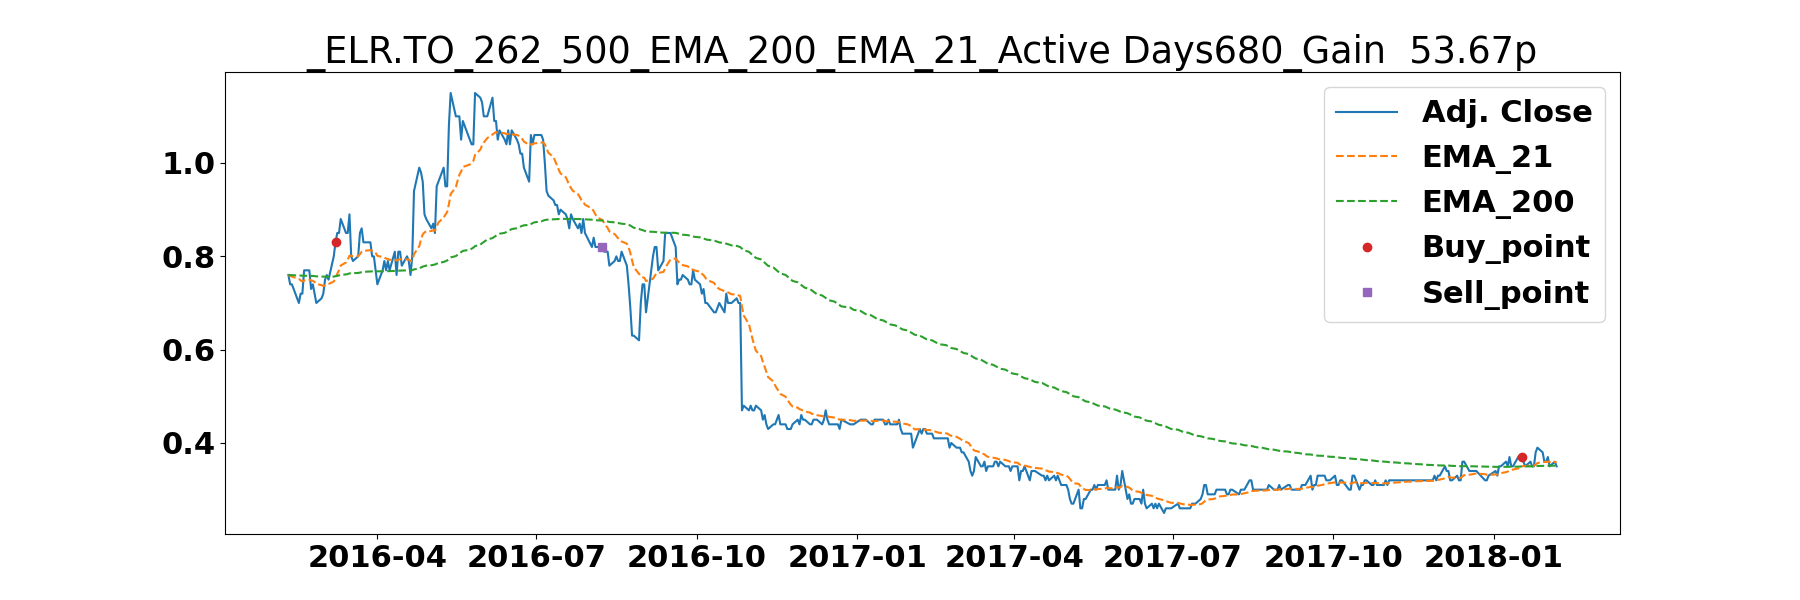 _ELR.TO_262_500_EMA_200_EMA_21_Active Days680_Gain  53.67p
Adj. Close
EMA_21
EMA_200
Buy_point
Sell_point
1.0
0.8
0.6
0.4
2016-04 2016-07 2016-10 2017-01 2017-04 2017-07 2017-10 2018-01